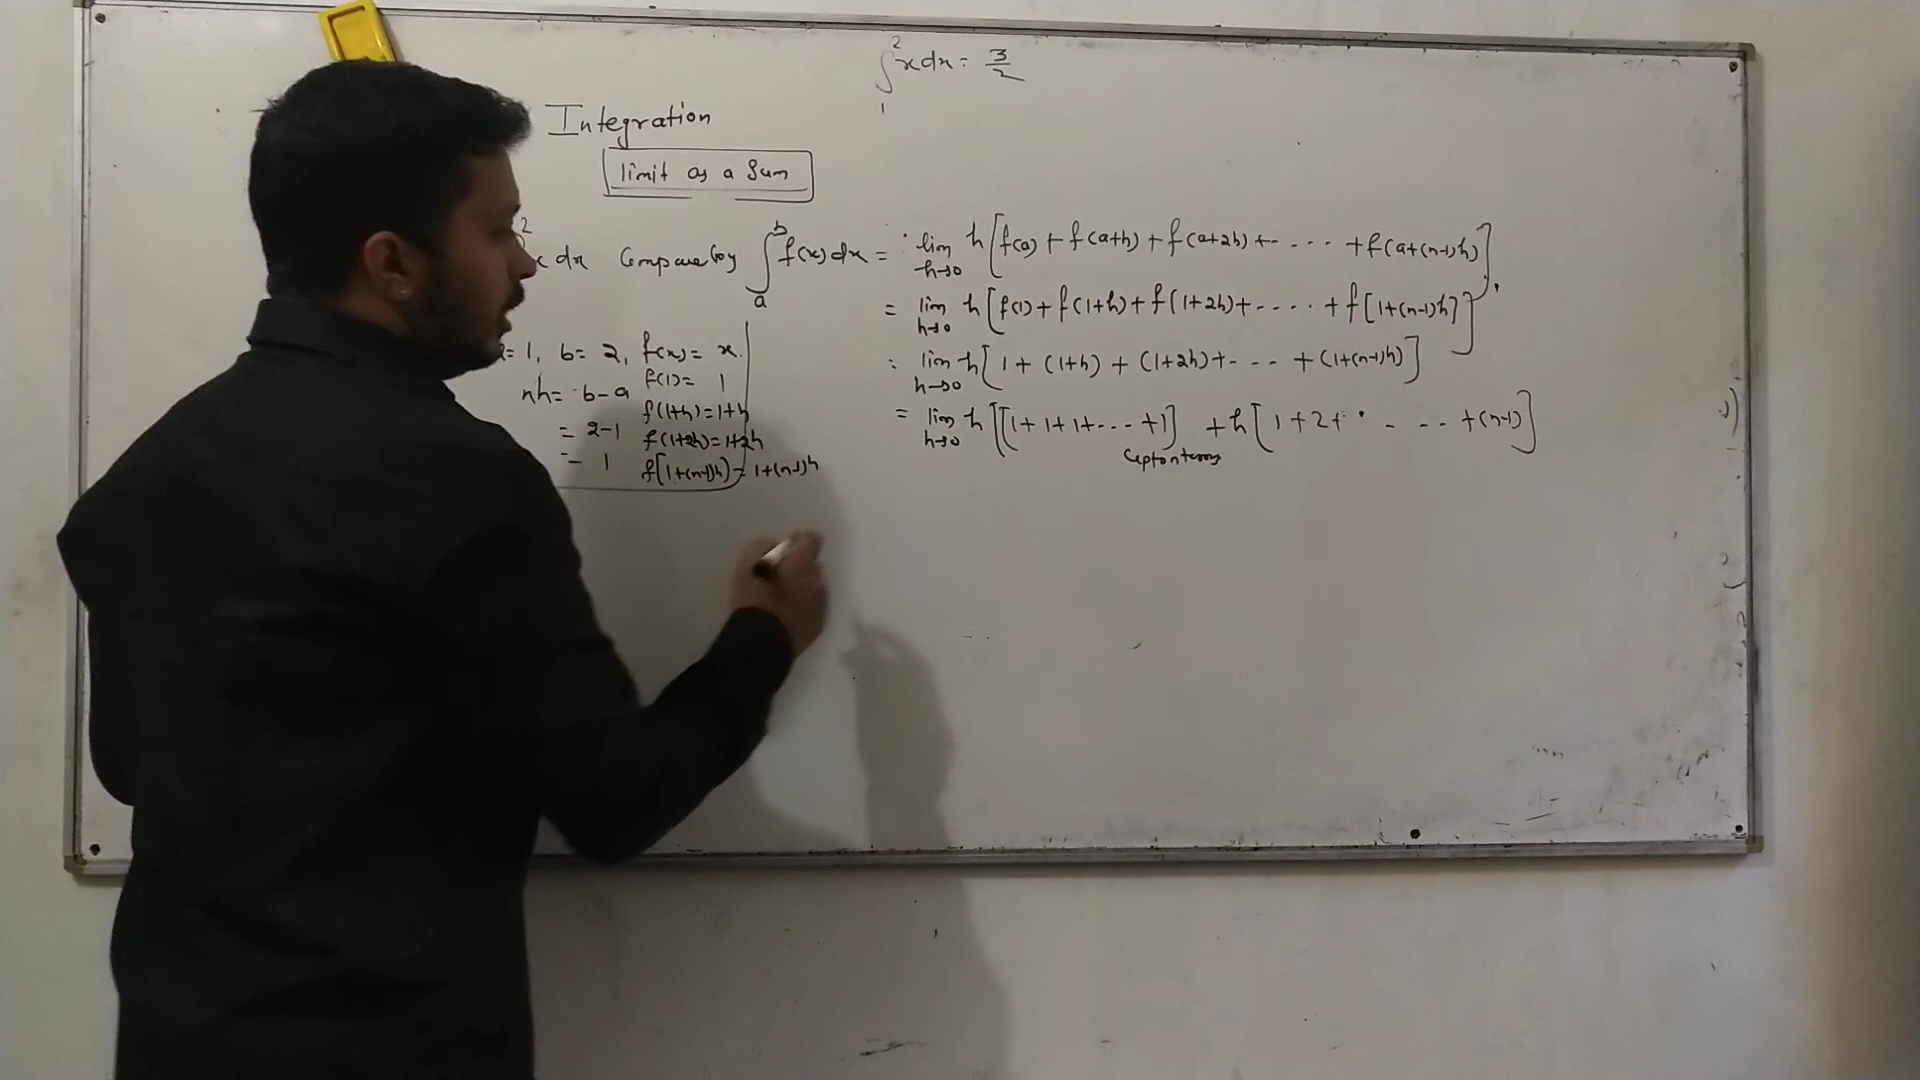 ∫₁² x dx = 3/2
Integration
limit as a Sum
² x dx Compare by ∫ₐᵇ f(x) dx = lim h→0 h [f(a) + f(a+h) + f(a+2h) + - - . . . + f(a+(n-1)h)]
= lim h→0 h [f(1) + f(1+h) + f(1+2h) + . - . . . + f[1+(n-1)h]]
= 1, b = 2, f(x) = x.
: lim h→0 h [1 + (1+h) + (1+2h) + - . . . + (1+(n-1)h)]
f(1) = 1
nh = b - a
f(1+h) = 1+h
= lim h→0 h [[1+1+1+... - +1] + h [1+2+ . - - . . + (n-1)]
= 2-1 f(1+2h) = 1+2h
= 1 f[1+(n-1)h] = 1+(n-1)h